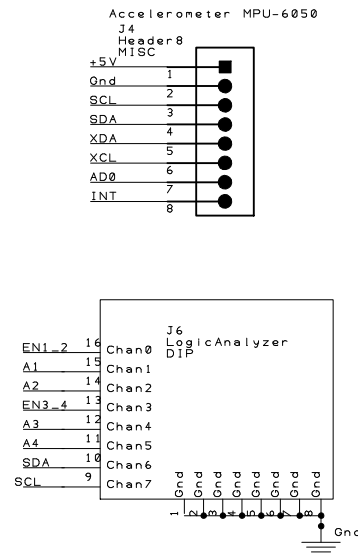 Accelerometer MPU-6050
J4
Header8
MISC
+5V 1
Gnd 2
SCL 3
SDA 4
XDA 5
XCL 6
AD0 7
INT 8
J6
LogicAnalyzer
DIP
EN1_2 16 Chan0
A1 15 Chan1
A2 14 Chan2
EN3_4 13 Chan3
A3 12 Chan4
A4 11 Chan5
SDA 10 Chan6
SCL 9 Chan7
Gnd Gnd Gnd Gnd Gnd Gnd Gnd Gnd
1 2 3 4 5 6 7 8
Gnd